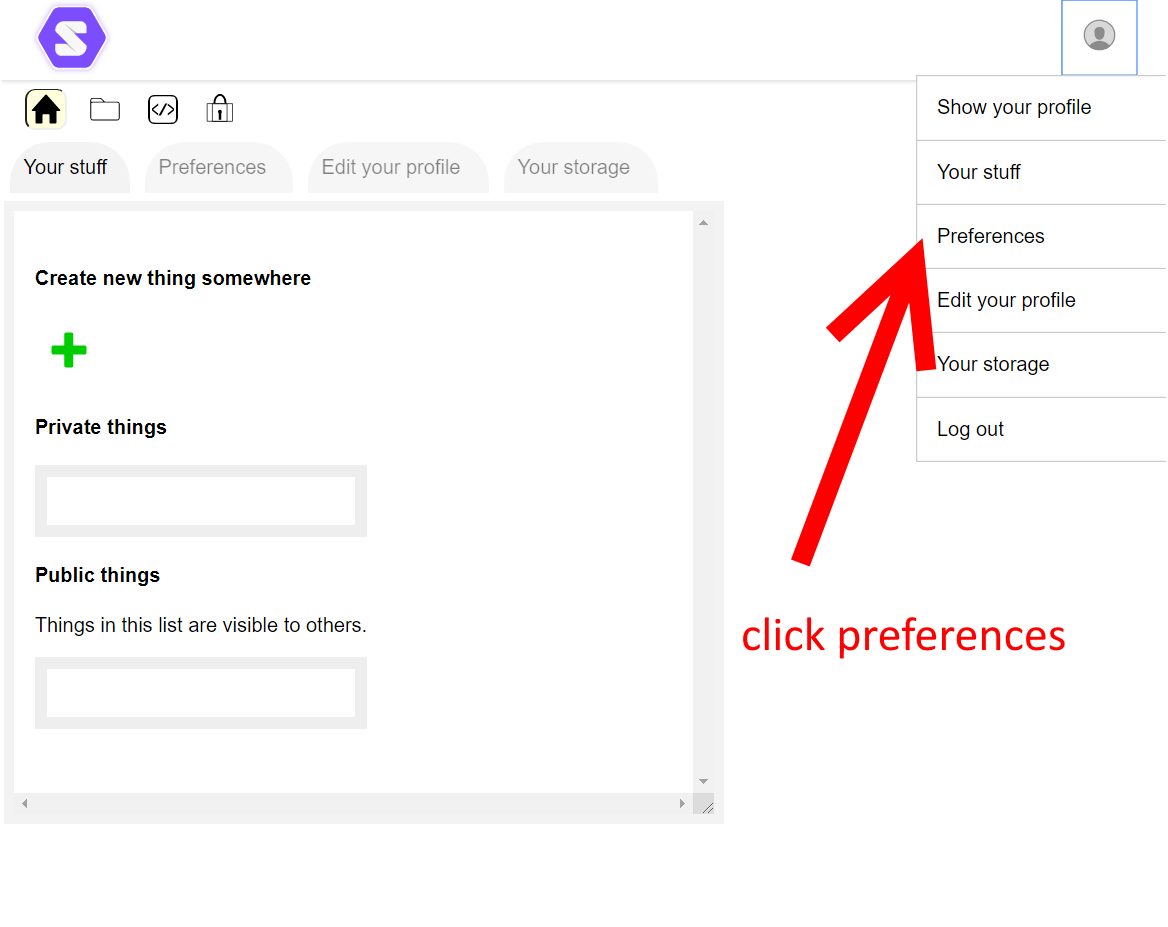 Show your profile
Your stuff
Preferences
Edit your profile
Your storage
Log out
Your stuff
Preferences
Edit your profile
Your storage
Create new thing somewhere
Private things
Public things
Things in this list are visible to others.
click preferences